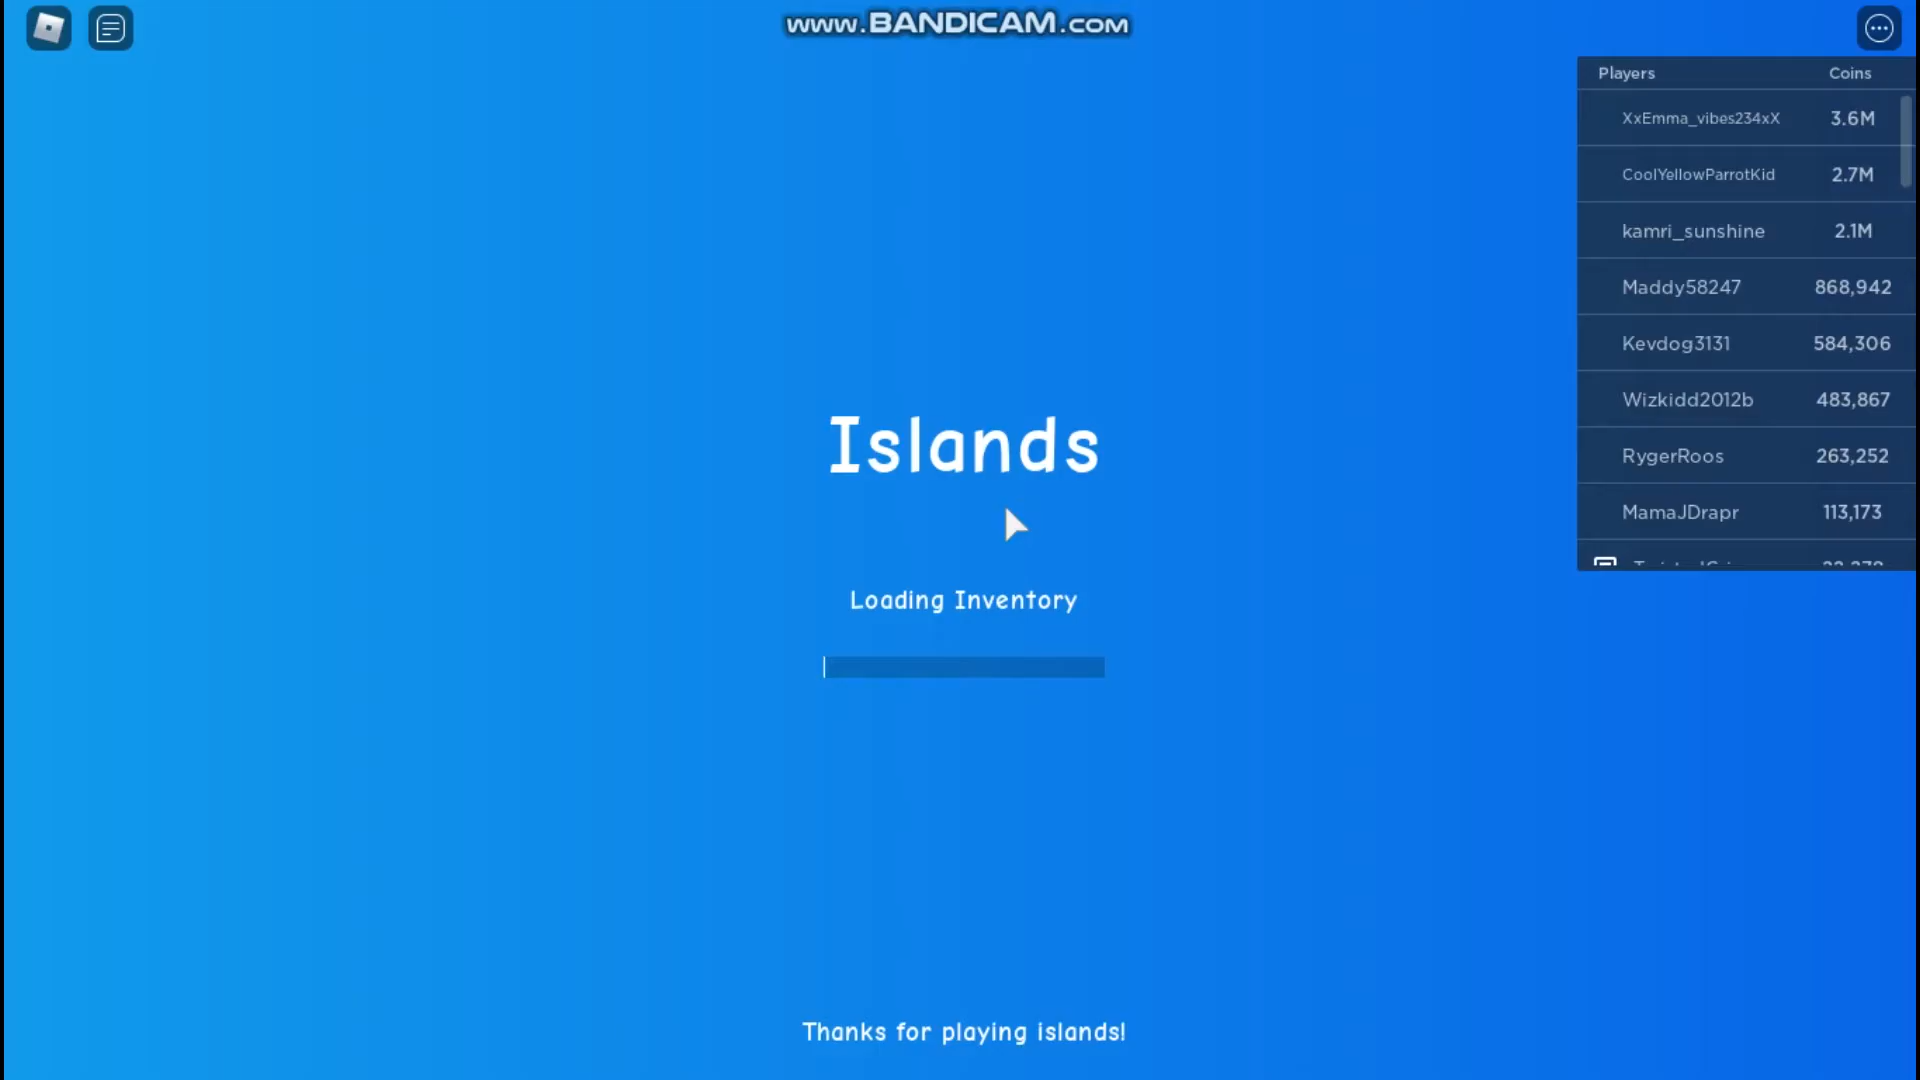 www.BANDICAM.com
Players Coins
XxEmma_vibes234xX 3.6M
CoolYellowParrotKid 2.7M
kamri_sunshine 2.1M
Maddy58247 868,942
Kevdog3131 584,306
Wizkidd2012b 483,867
RygerRoos 263,252
MamaJDrapr 113,173
Islands
Loading Inventory
Thanks for playing islands!